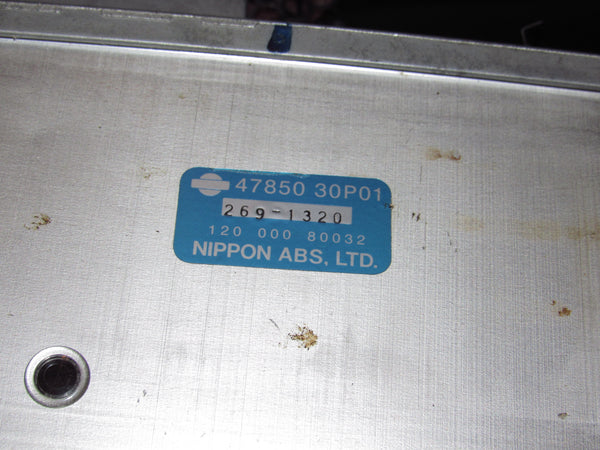 47850 30P01
269-1320
120 000 80032
NIPPON ABS, LTD.